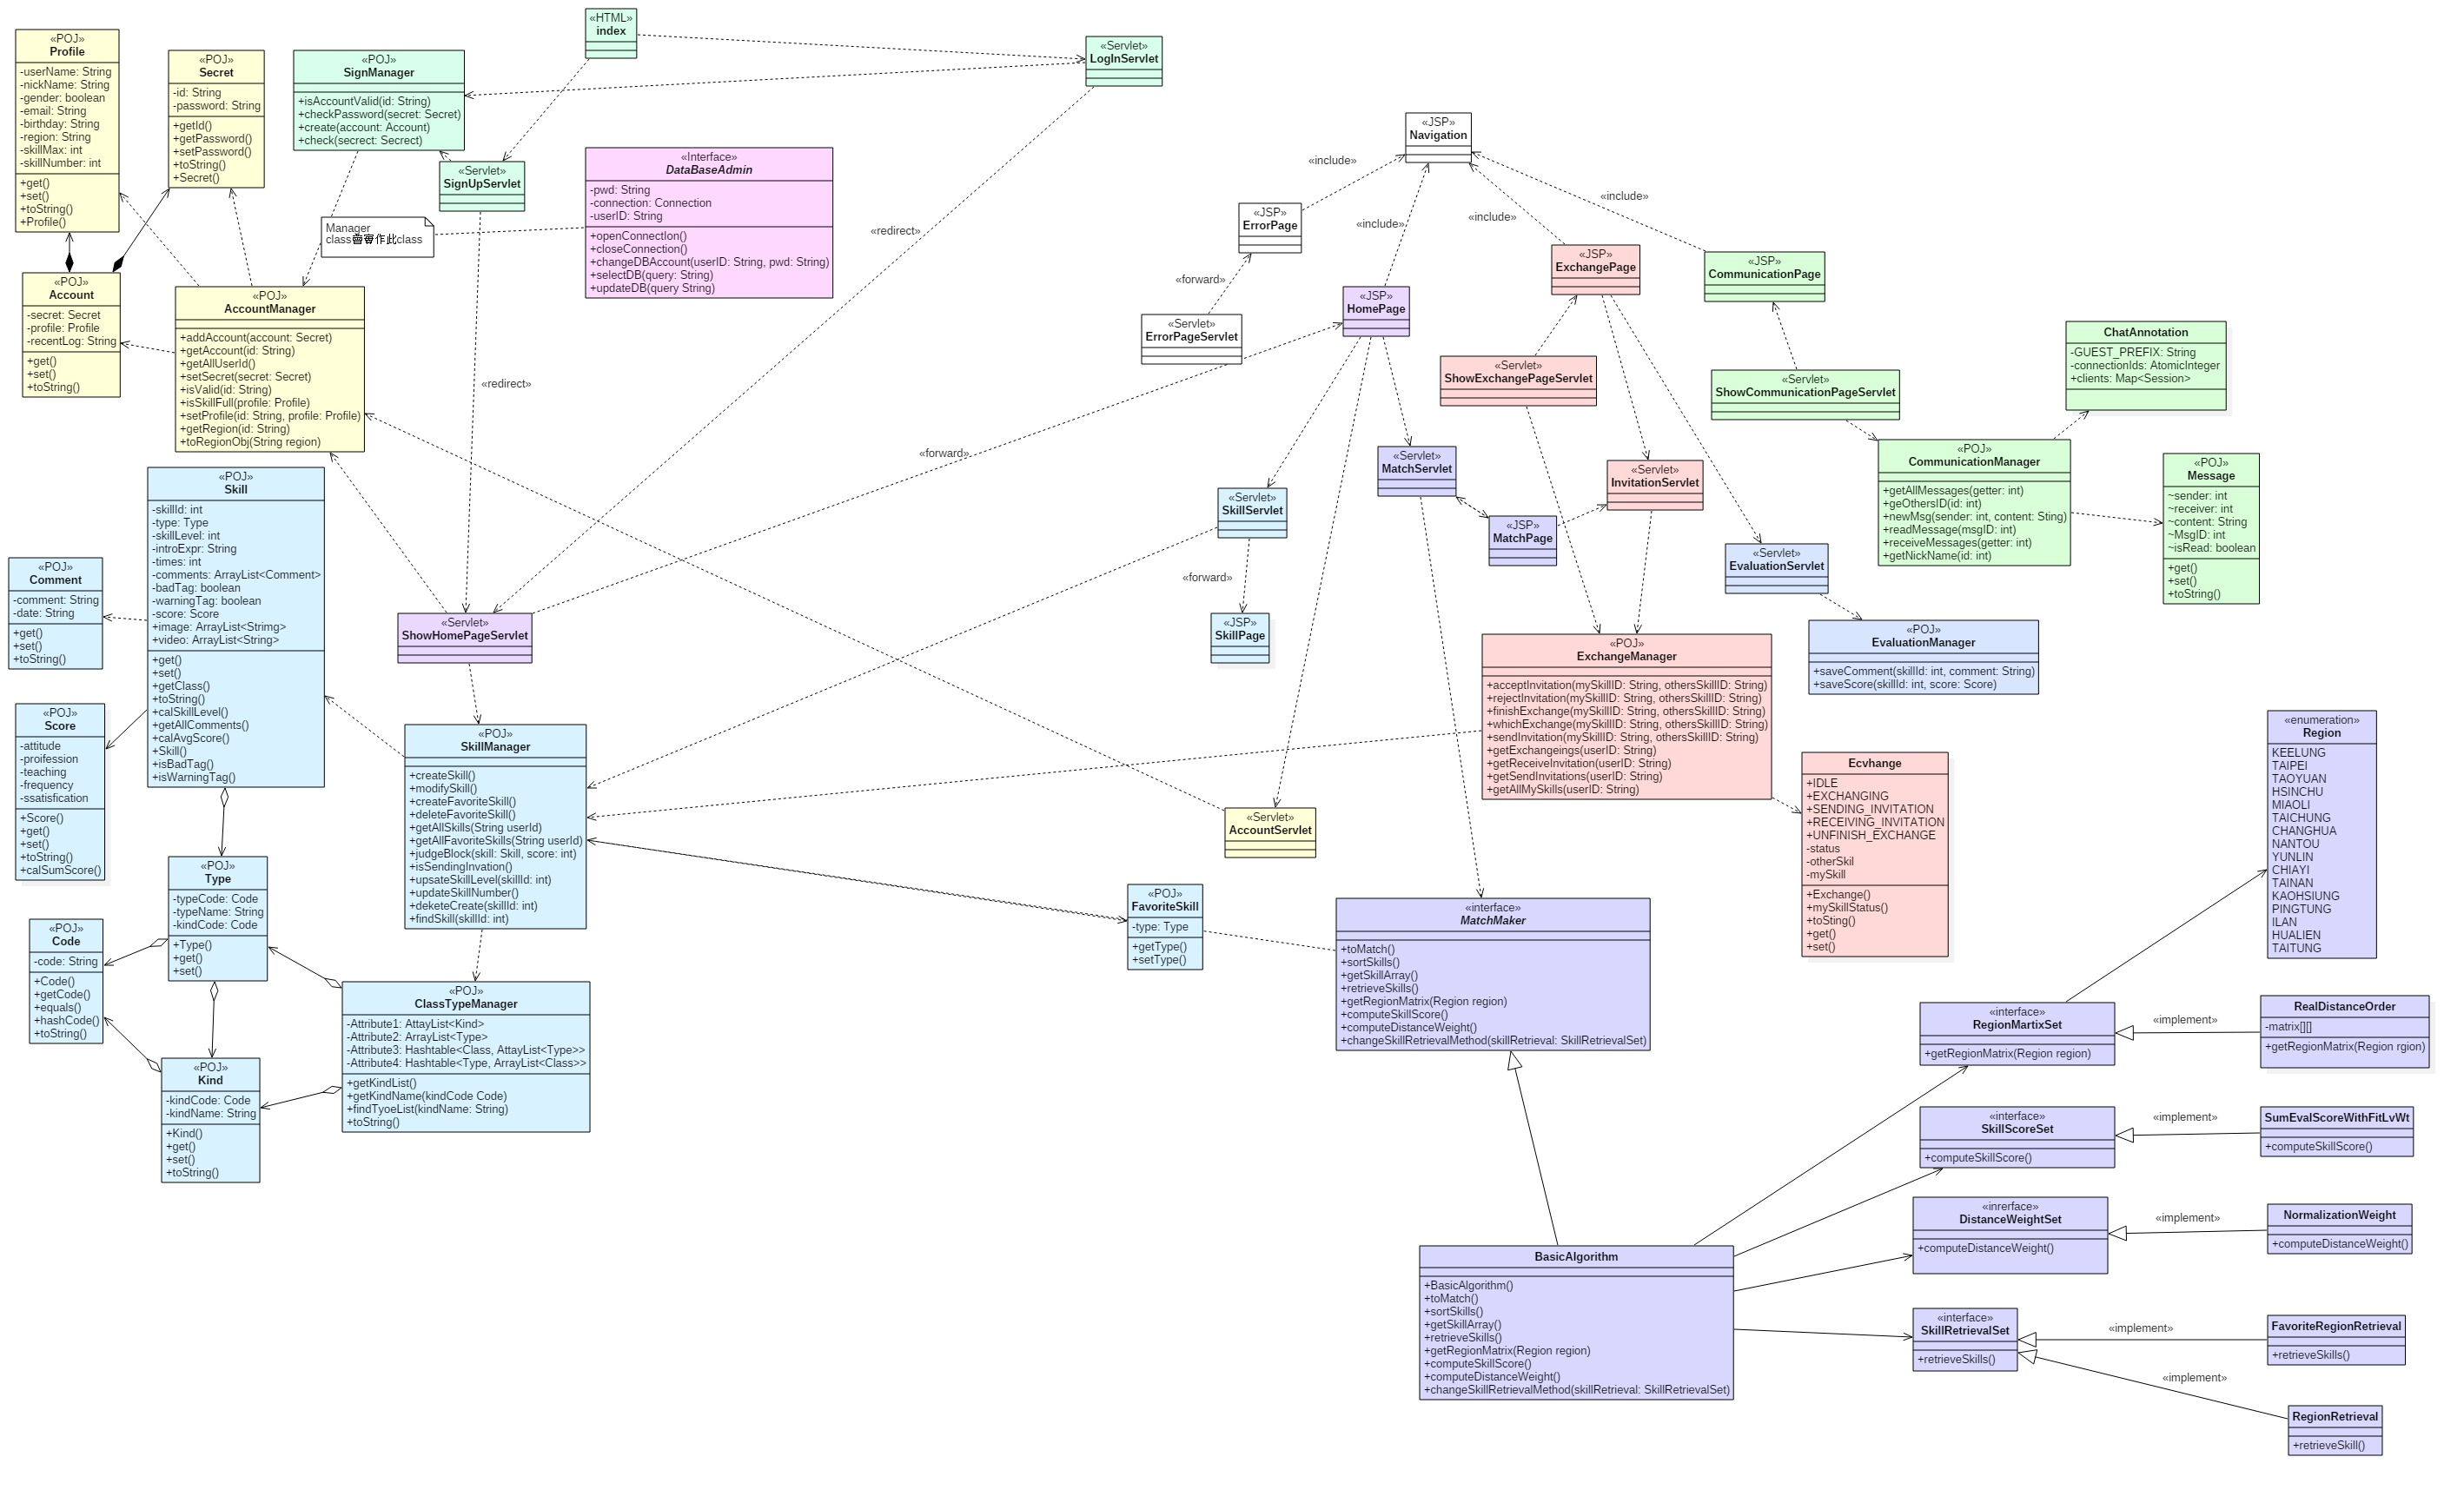 «POJ»
Profile
-userName: String
-nickName: String
-gender: boolean
-email: String
-birthday: String
-region: String
-skillMax: int
-skillNumber: int
+get()
+set()
+toString()
+Profile()
«POJ»
Secret
-id: String
-password: String
+getId()
+getPassword()
+setPassword()
+toString()
+Secret()
«POJ»
SignManager
+isAccountValid(id: String)
+checkPassword(secret: Secret)
+create(account: Account)
+check(secrect: Secrect)
«HTML»
index
«Servlet»
LogInServlet
«Servlet»
SignUpServlet
«Interface»
DataBaseAdmin
-pwd: String
-connection: Connection
-userID: String
+openConnectIon()
+closeConnection()
+changeDBAccount(userID: String, pwd: String)
+selectDB(query: String)
+updateDB(query String)
Manager
class會實作此class
«redirect»
«redirect»
«forward»
«POJ»
Account
-secret: Secret
-profile: Profile
-recentLog: String
+get()
+set()
+toString()
«POJ»
AccountManager
+addAccount(account: Secret)
+getAccount(id: String)
+getAllUserId()
+setSecret(secret: Secret)
+isValid(id: String)
+isSkillFull(profile: Profile)
+setProfile(id: String, profile: Profile)
+getRegion(id: String)
+toRegionObj(String region)
«JSP»
Navigation
«include»
«include»
«include»
«include»
«JSP»
ErrorPage
«forward»
«Servlet»
ErrorPageServlet
«JSP»
HomePage
«JSP»
ExchangePage
«JSP»
CommunicationPage
«Servlet»
ShowExchangePageServlet
«Servlet»
ShowCommunicationPageServlet
ChatAnnotation
-GUEST_PREFIX: String
-connectionIds: AtomicInteger
+clients: Map<Session>
«POJ»
CommunicationManager
+getAllMessages(getter: int)
+geOthersID(id: int)
+newMsg(sender: int, content: Sting)
+readMessage(msgID: int)
+receiveMessages(getter: int)
+getNickName(id: int)
«POJ»
Message
~sender: int
~receiver: int
~content: String
~MsgID: int
~isRead: boolean
+get()
+set()
+toString()
«Servlet»
MatchServlet
«JSP»
MatchPage
«Servlet»
InvitationServlet
«Servlet»
EvaluationServlet
«POJ»
EvaluationManager
+saveComment(skillId: int, comment: String)
+saveScore(skillId: int, score: Score)
«Servlet»
SkillServlet
«forward»
«JSP»
SkillPage
«Servlet»
ShowHomePageServlet
«POJ»
Skill
-skillId: int
-type: Type
-skillLevel: int
-introExpr: String
-times: int
-comments: ArrayList<Comment>
-badTag: boolean
-warningTag: boolean
-score: Score
+image: ArrayList<Strimg>
+video: ArrayList<String>
+get()
+set()
+getClass()
+toString()
+calSkillLevel()
+getAllComments()
+calAvgScore()
+Skill()
+isBadTag()
+isWarningTag()
«POJ»
Comment
-comment: String
-date: String
+get()
+set()
+toString()
«POJ»
Score
-attitude
-proifession
-teaching
-frequency
-ssatisfication
+Score()
+get()
+set()
+toString()
+calSumScore()
«POJ»
SkillManager
+createSkill()
+modifySkill()
+createFavoriteSkill()
+deleteFavoriteSkill()
+getAllSkills(String userId)
+getAllFavoriteSkills(String userId)
+judgeBlock(skill: Skill, score: int)
+isSendingInvation()
+upsateSkillLevel(skillId: int)
+updateSkillNumber()
+deketeCreate(skillId: int)
+findSkill(skillId: int)
«POJ»
ExchangeManager
+acceptInvitation(mySkillID: String, othersSkillID: String)
+rejectInvitation(mySkillID: String, othersSkillID: String)
+finishExchange(mySkillID: String, othersSkillID: String)
+whichExchange(mySkillID: String, othersSkillID: String)
+sendInvitation(mySkillID: String, othersSkillID: String)
+getExchangeings(userID: String)
+getReceiveInvitation(userID: String)
+getSendInvitations(userID: String)
+getAllMySkills(userID: String)
Ecvhange
+IDLE
+EXCHANGING
+SENDING_INVITATION
+RECEIVING_INVITATION
+UNFINISH_EXCHANGE
-status
-otherSkil
-mySkill
+Exchange()
+mySkillStatus()
+toSting()
+get()
+set()
«enumeration»
Region
KEELUNG
TAIPEI
TAOYUAN
HSINCHU
MIAOLI
TAICHUNG
CHANGHUA
NANTOU
YUNLIN
CHIAYI
TAINAN
KAOHSIUNG
PINGTUNG
ILAN
HUALIEN
TAITUNG
«Servlet»
AccountServlet
«POJ»
Type
-typeCode: Code
-typeName: String
-kindCode: Code
+Type()
+get()
+set()
«POJ»
Code
-code: String
+Code()
+getCode()
+equals()
+hashCode()
+toString()
«POJ»
Kind
-kindCode: Code
-kindName: String
+Kind()
+get()
+set()
+toString()
«POJ»
ClassTypeManager
-Attribute1: AttayList<Kind>
-Attribute2: ArrayList<Type>
-Attribute3: Hashtable<Class, AttayList<Type>>
-Attribute4: Hashtable<Type, ArrayList<Class>>
+getKindList()
+getKindName(kindCode Code)
+findTyoeList(kindName: String)
+toString()
«POJ»
FavoriteSkill
-type: Type
+getType()
+setType()
«interface»
MatchMaker
+toMatch()
+sortSkills()
+getSkillArray()
+retrieveSkills()
+getRegionMatrix(Region region)
+computeSkillScore()
+computeDistanceWeight()
+changeSkillRetrievalMethod(skillRetrieval: SkillRetrievalSet)
«interface»
RegionMartixSet
+getRegionMatrix(Region region)
«implement»
RealDistanceOrder
-matrix[][]
+getRegionMatrix(Region rgion)
«interface»
SkillScoreSet
+computeSkillScore()
«implement»
SumEvalScoreWithFitLvWt
+computeSkillScore()
«inrerface»
DistanceWeightSet
+computeDistanceWeight()
«implement»
NormalizationWeight
+computeDistanceWeight()
BasicAlgorithm
+BasicAlgorithm()
+toMatch()
+sortSkills()
+getSkillArray()
+retrieveSkills()
+getRegionMatrix(Region region)
+computeSkillScore()
+computeDistanceWeight()
+changeSkillRetrievalMethod(skillRetrieval: SkillRetrievalSet)
«interface»
SkillRetrievalSet
+retrieveSkills()
«implement»
FavoriteRegionRetrieval
+retrieveSkills()
«implement»
RegionRetrieval
+retrieveSkill()